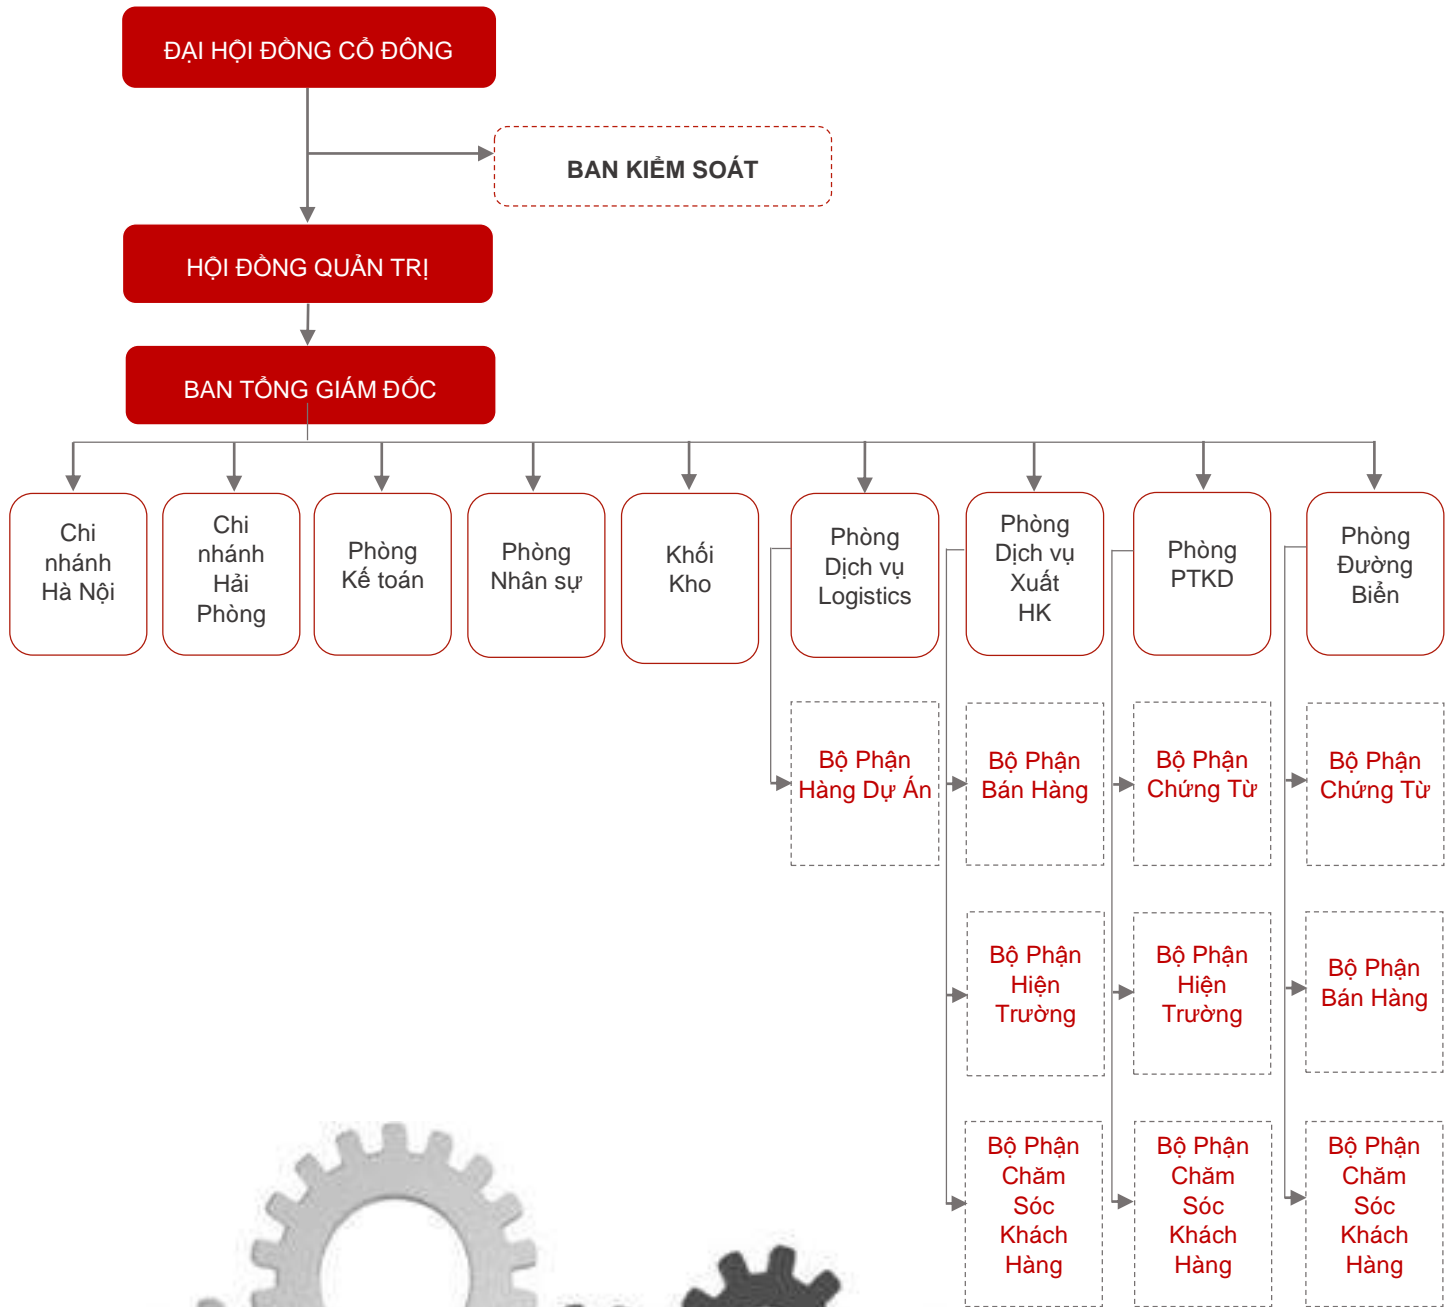 ĐẠI HỘI ĐỒNG CỔ ĐÔNG
BAN KIỂM SOÁT
HỘI ĐỒNG QUẢN TRỊ
BAN TỔNG GIÁM ĐỐC
Chi
nhánh
Hà Nội
Chi
nhánh
Hải
Phòng
Phòng
Kế toán
Phòng
Nhân sự
Khối
Kho
Phòng
Dịch vụ
Logistics
Phòng
Dịch vụ
Xuất
HK
Phòng
PTKD
Phòng
Đường
Biển
Bộ Phận
Hàng Dự Án
Bộ Phận
Bán Hàng
Bộ Phận
Chứng Từ
Bộ Phận
Chứng Từ
Bộ Phận
Hiện
Trường
Bộ Phận
Hiện
Trường
Bộ Phận
Bán Hàng
Bộ Phận
Chăm
Sóc
Khách
Hàng
Bộ Phận
Chăm
Sóc
Khách
Hàng
Bộ Phận
Chăm
Sóc
Khách
Hàng